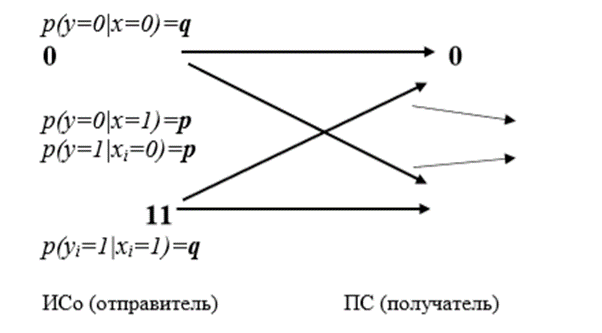 p(y=0|x=0)=q
0 0
p(y=0|x=1)=p
p(y=1|xᵢ=0)=p
11
p(yᵢ=1|xᵢ=1)=q
ИСо (отправитель) ПС (получатель)